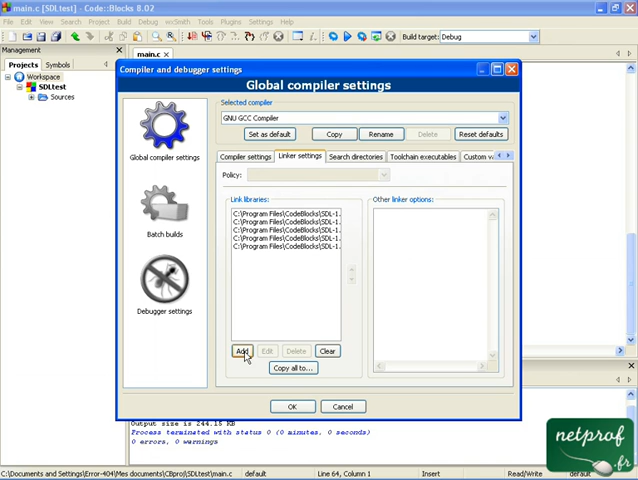 main.c [SDLtest] - Code::Blocks 8.02
File Edit View Search Project Build Debug wxSmith Tools Plugins Settings Help
Build target: Debug
Management
Projects Symbols
Workspace
SDLtest
Sources
main.c
Compiler and debugger settings
Global compiler settings
Global compiler settings
Batch builds
Debugger settings
Selected compiler
GNU GCC Compiler
Set as default Copy Rename Delete Reset defaults
Compiler settings Linker settings Search directories Toolchain executables Custom v
Policy:
Link libraries: Other linker options:
C:\Program Files\CodeBlocks\SDL-1.
C:\Program Files\CodeBlocks\SDL-1.
C:\Program Files\CodeBlocks\SDL-1.
C:\Program Files\CodeBlocks\SDL-1.
C:\Program Files\CodeBlocks\SDL-1.
Add Edit Delete Clear
Copy all to...
OK Cancel
Output size is 244.15 KB
Process terminated with status 0 (0 minutes, 0 seconds)
0 errors, 0 warnings
C:\Documents and Settings\Error-404\Mes documents\CBproj\SDLtest\main.c default Line 64, Column 1 Insert Read/Write default
netprof
.fr